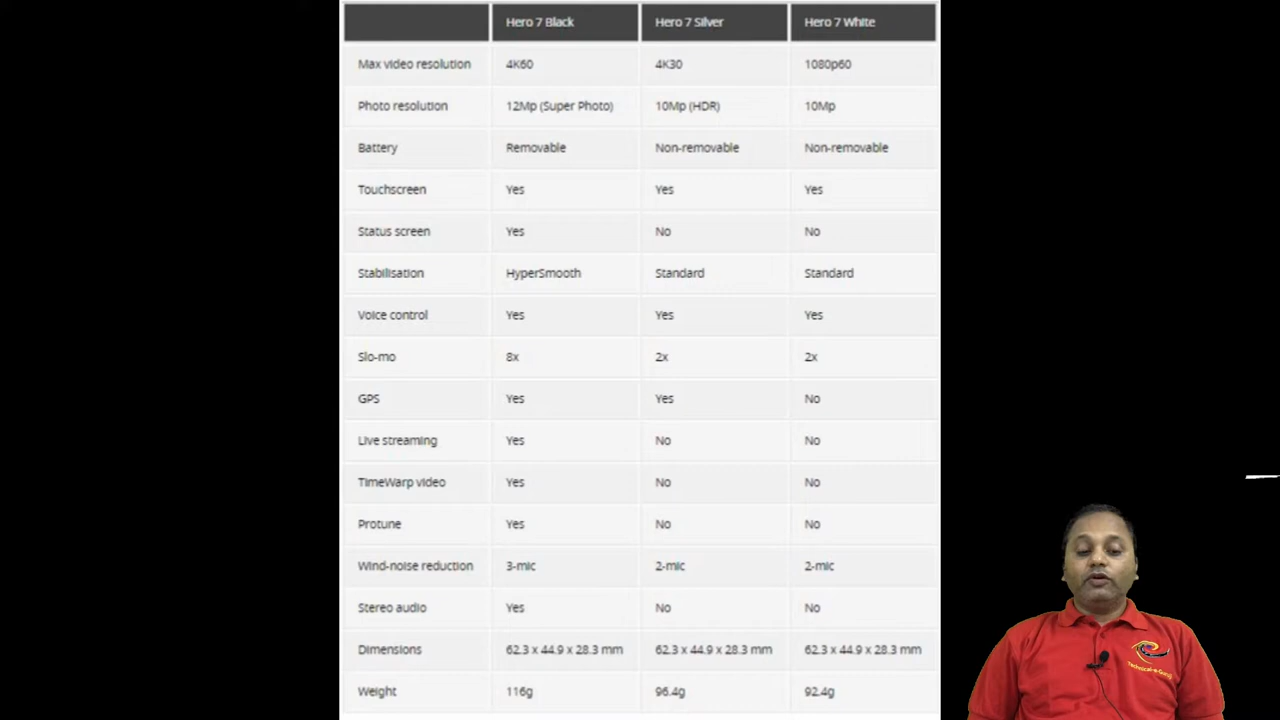 Hero 7 Black Hero 7 Silver Hero 7 White
Max video resolution 4K60 4K30 1080p60
Photo resolution 12Mp (Super Photo) 10Mp (HDR) 10Mp
Battery Removable Non-removable Non-removable
Touchscreen Yes Yes Yes
Status screen Yes No No
Stabilisation HyperSmooth Standard Standard
Voice control Yes Yes Yes
Slo-mo 8x 2x 2x
GPS Yes Yes No
Live streaming Yes No No
TimeWarp video Yes No No
Protune Yes No No
Wind-noise reduction 3-mic 2-mic 2-mic
Stereo audio Yes No No
Dimensions 62.3 x 44.9 x 28.3 mm 62.3 x 44.9 x 28.3 mm 62.3 x 44.9 x 28.3 mm
Weight 116g 96.4g 92.4g